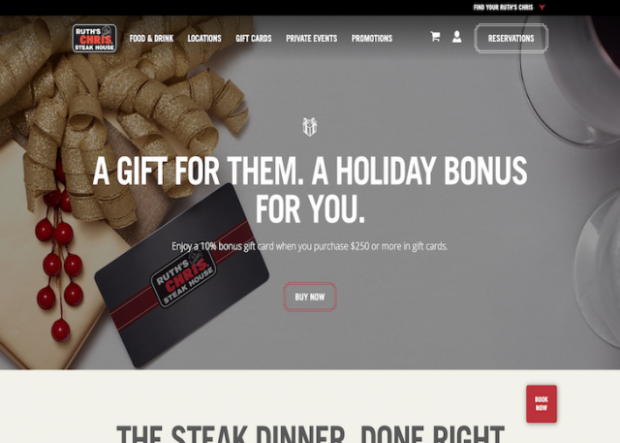 FIND YOUR RUTH'S CHRIS
RUTH'S
CHRIS
STEAK HOUSE
FOOD & DRINK
LOCATIONS
GIFT CARDS
PRIVATE EVENTS
PROMOTIONS
RESERVATIONS
A GIFT FOR THEM. A HOLIDAY BONUS
FOR YOU.
Enjoy a 10% bonus gift card when you purchase $250 or more in gift cards.
RUTH'S
CHRIS
STEAK HOUSE
BUY NOW
BOOK
NOW
THE STEAK DINNER, DONE RIGHT